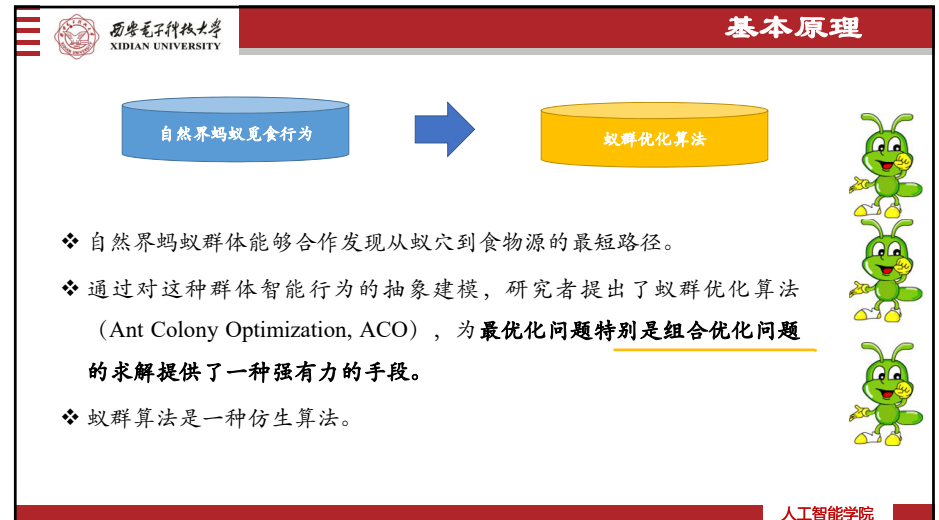 西安电子科技大学
XIDIAN UNIVERSITY
基本原理
自然界蚂蚁觅食行为
蚁群优化算法
❖ 自然界蚂蚁群体能够合作发现从蚁穴到食物源的最短路径。
❖ 通过对这种群体智能行为的抽象建模，研究者提出了蚁群优化算法
（Ant Colony Optimization, ACO），为最优化问题特别是组合优化问题
的求解提供了一种强有力的手段。
❖ 蚁群算法是一种仿生算法。
人工智能学院